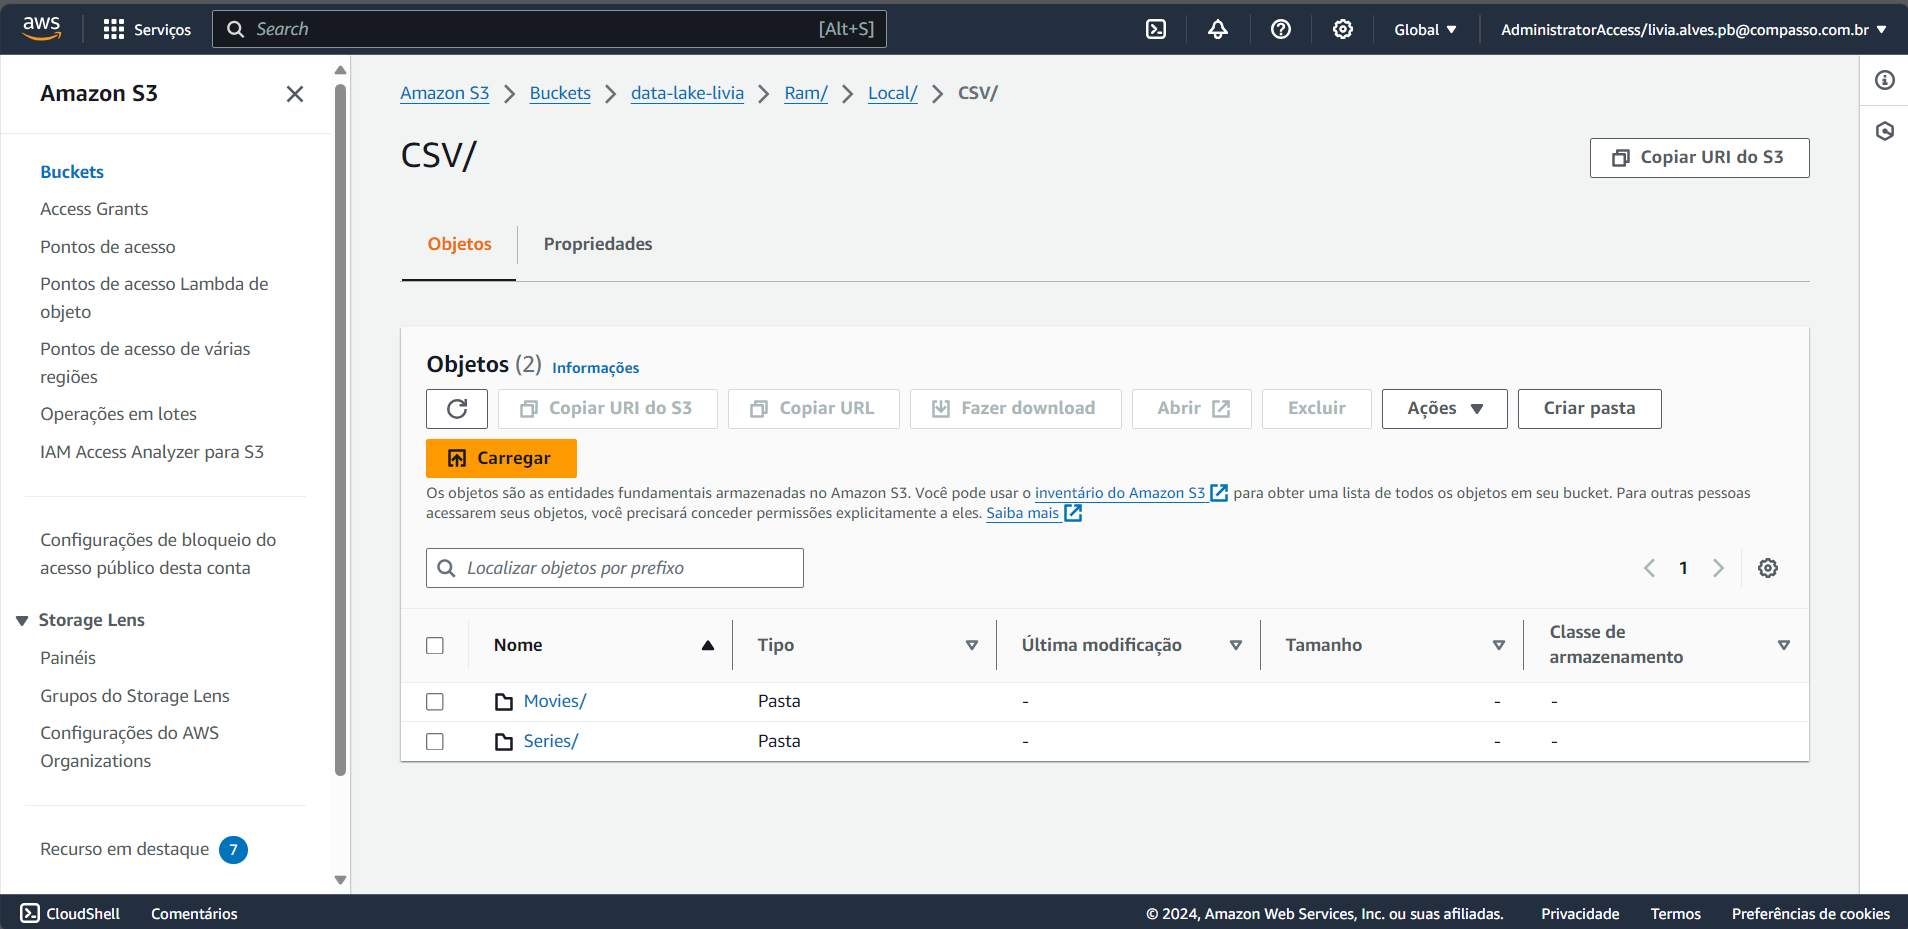 aws Serviços Search [Alt+S] Global AdministratorAccess/livia.alves.pb@compasso.com.br
Amazon S3
Buckets
Access Grants
Pontos de acesso
Pontos de acesso Lambda de
objeto
Pontos de acesso de várias
regiões
Operações em lotes
IAM Access Analyzer para S3
Configurações de bloqueio do
acesso público desta conta
Storage Lens
Painéis
Grupos do Storage Lens
Configurações do AWS
Organizations
Recurso em destaque 7
Amazon S3 Buckets data-lake-livia Ram/ Local/ CSV/
CSV/
Copiar URI do S3
Objetos Propriedades
Objetos (2) Informações
Copiar URI do S3 Copiar URL Fazer download Abrir Excluir Ações Criar pasta
Carregar
Os objetos são as entidades fundamentais armazenadas no Amazon S3. Você pode usar o inventário do Amazon S3 para obter uma lista de todos os objetos em seu bucket. Para outras pessoas
acessarem seus objetos, você precisará conceder permissões explicitamente a eles. Saiba mais
Localizar objetos por prefixo 1
Nome Tipo Última modificação Tamanho Classe de
armazenamento
Movies/ Pasta - - -
Series/ Pasta - - -
CloudShell Comentários © 2024, Amazon Web Services, Inc. ou suas afiliadas. Privacidade Termos Preferências de cookies